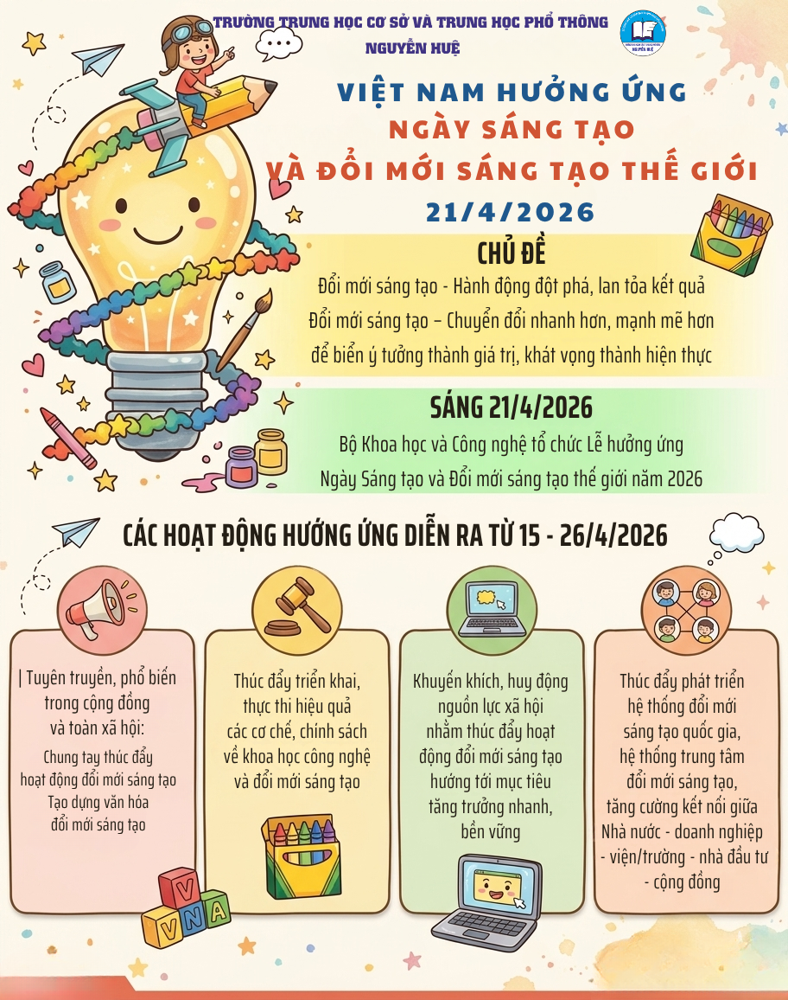 TRƯỜNG TRUNG HỌC CƠ SỞ VÀ TRUNG HỌC PHỔ THÔNG
NGUYỄN HUỆ
NGUYỄN HUỆ
VIỆT NAM HƯỞNG ỨNG
NGÀY SÁNG TẠO
VÀ ĐỔI MỚI SÁNG TẠO THẾ GIỚI
21/4/2026
CHỦ ĐỀ
Đổi mới sáng tạo - Hành động đột phá, lan tỏa kết quả
Đổi mới sáng tạo – Chuyển đổi nhanh hơn, mạnh mẽ hơn
để biển ý tưởng thành giá trị, khát vọng thành hiện thực
SÁNG 21/4/2026
Bộ Khoa học và Công nghệ tổ chức Lễ hưởng ứng
Ngày Sáng tạo và Đổi mới sáng tạo thế giới năm 2026
CÁC HOẠT ĐỘNG HƯỚNG ỨNG DIỄN RA TỪ 15 - 26/4/2026
| Tuyên truyền, phổ biến
trong cộng đồng
và toàn xã hội:
Chung tay thúc đẩy
hoạt động đổi mới sáng tạo
Tạo dựng văn hóa
đổi mới sáng tạo
Thúc đẩy triển khai,
thực thi hiệu quả
các cơ chế, chính sách
về khoa học công nghệ
và đổi mới sáng tạo
Khuyến khích, huy động
nguồn lực xã hội
nhằm thúc đẩy hoạt
động đổi mới sáng tạo
hướng tới mục tiêu
tăng trưởng nhanh,
bền vững
Thúc đẩy phát triển
hệ thống đổi mới
sáng tạo quốc gia,
hệ thống trung tâm
đổi mới sáng tạo,
tăng cường kết nối giữa
Nhà nước - doanh nghiệp
- viện/trường - nhà đầu tư
- cộng đồng
V
V N A